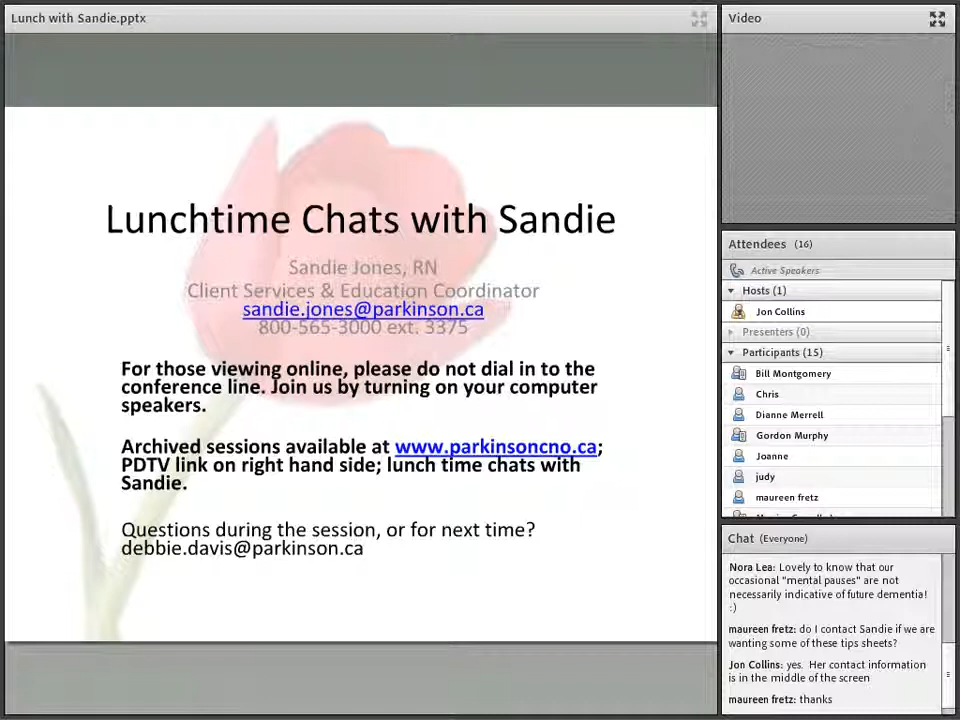 Lunch with Sandie.pptx
Lunchtime Chats with Sandie
Sandie Jones, RN
Client Services & Education Coordinator
sandie.jones@parkinson.ca
800-565-3000 ext. 3375
For those viewing online, please do not dial in to the
conference line. Join us by turning on your computer
speakers.
Archived sessions available at www.parkinsoncno.ca;
PDTV link on right hand side; lunch time chats with
Sandie.
Questions during the session, or for next time?
debbie.davis@parkinson.ca
Video
Attendees (16)
Active Speakers
Hosts (1)
Jon Collins
Presenters (0)
Participants (15)
Bill Montgomery
Chris
Dianne Merrell
Gordon Murphy
Joanne
judy
maureen fretz
Chat (Everyone)
Nora Lea: Lovely to know that our
occasional "mental pauses" are not
necessarily indicative of future dementia!
:)
maureen fretz: do I contact Sandie if we are
wanting some of these tips sheets?
Jon Collins: yes. Her contact information
is in the middle of the screen
maureen fretz: thanks